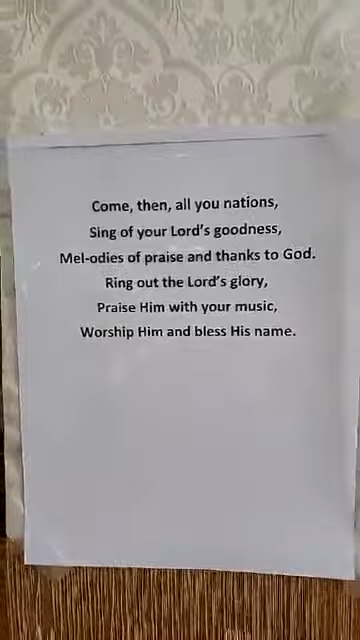 Come, then, all you nations,
Sing of your Lord's goodness,
Mel-odies of praise and thanks to God.
Ring out the Lord's glory,
Praise Him with your music,
Worship Him and bless His name.